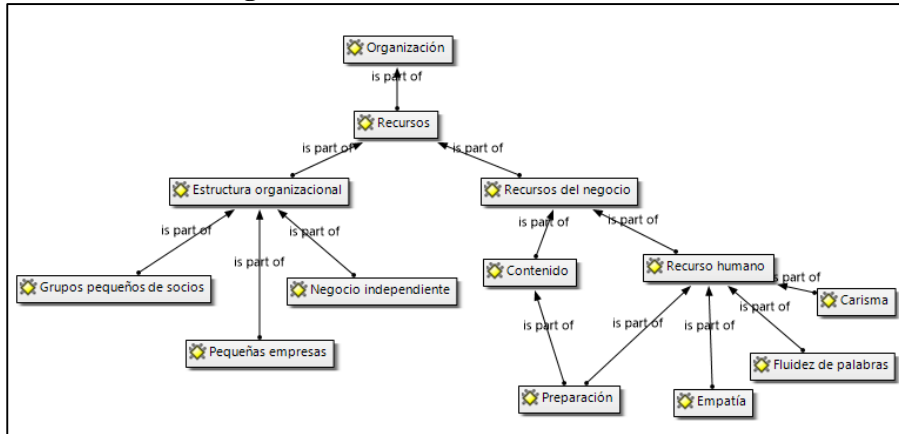 Organización
is part of
Recursos
is part of
is part of
Estructura organizacional
Recursos del negocio
is part of
is part of
is part of
is part of
is part of
Grupos pequeños de socios
Negocio independiente
Contenido
Recurso humano
is part of
Carisma
is part of
is part of
is part of
is part of
Pequeñas empresas
Fluidez de palabras
Preparación
Empatía